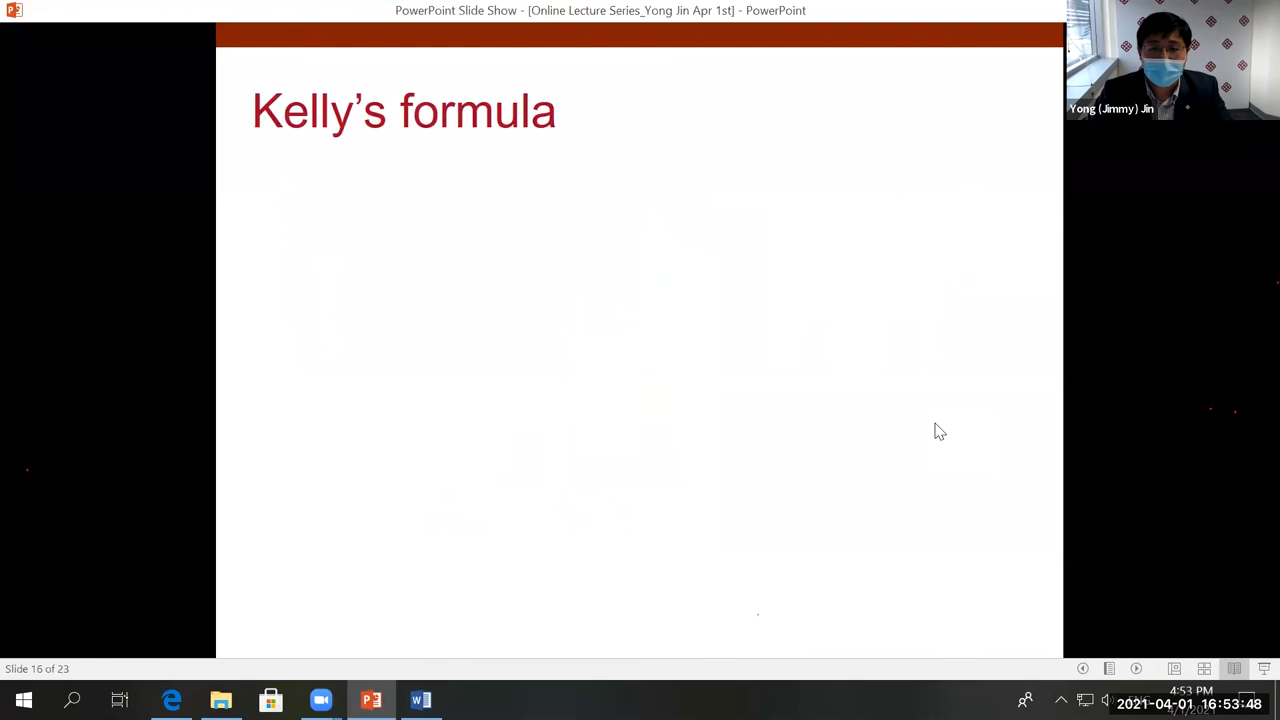 PowerPoint Slide Show - [Online Lecture Series_Yong Jin Apr 1st] - PowerPoint
Yong (Jimmy) Jin
Kelly's formula
Slide 16 of 23
4:53 PM
2021-04-01 16:53:48